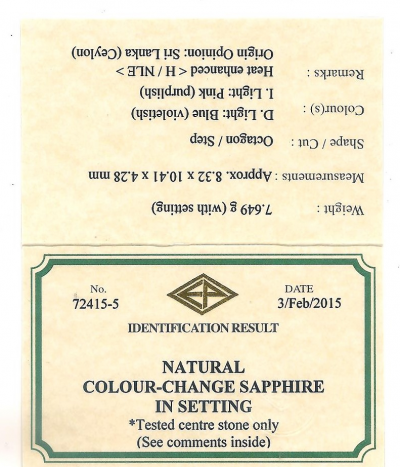 Weight : 7.649 g (with setting)
Measurements : Approx. 8.32 x 10.41 x 4.28 mm
Shape / Cut : Octagon / Step
Colour(s) : D. Light: Blue (violetish)
I. Light: Pink (purplish)
Remarks : Heat enhanced < H / NLE >
Origin Opinion: Sri Lanka (Ceylon)
No. DATE
72415-5 3/Feb/2015
IDENTIFICATION RESULT
NATURAL
COLOUR-CHANGE SAPPHIRE
IN SETTING
*Tested centre stone only
(See comments inside)